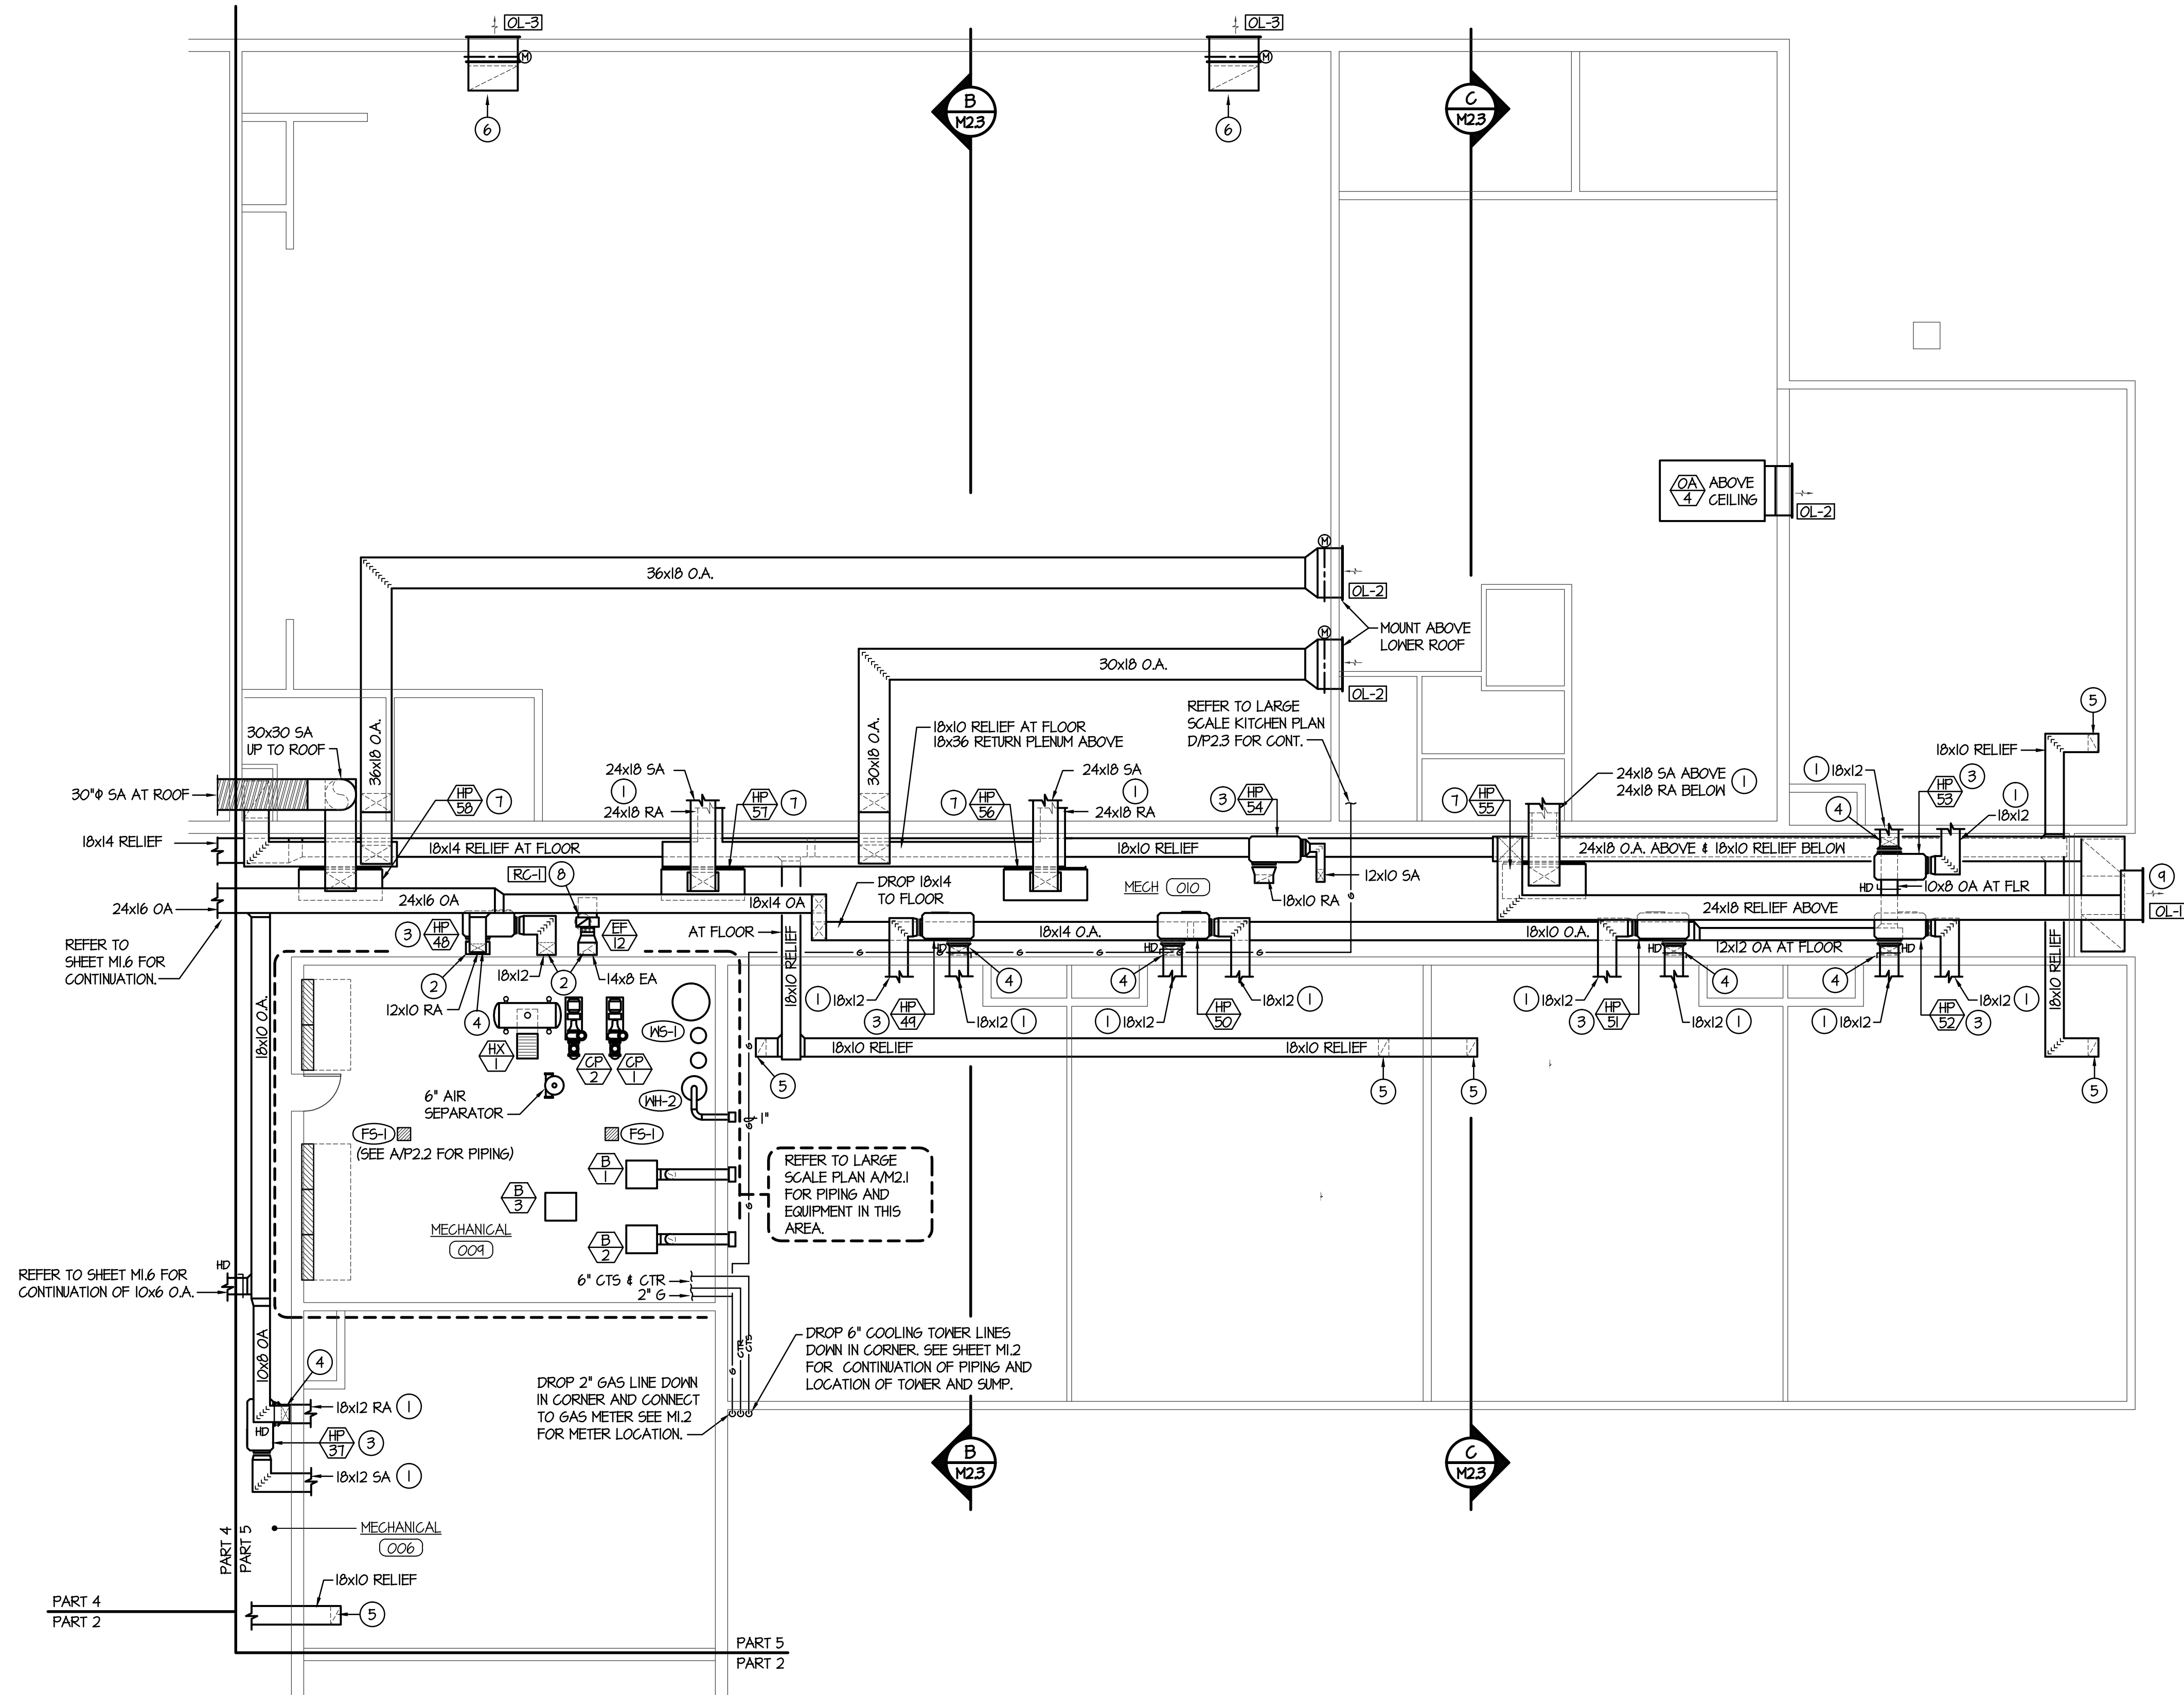 OL-3
OL-3
M
M
6
6
B
M2.3
C
M2.3
OA
4
ABOVE
CEILING
OL-2
36x18 O.A.
M
OL-2
MOUNT ABOVE
LOWER ROOF
M
30x18 O.A.
OL-2
REFER TO LARGE
SCALE KITCHEN PLAN
D/P2.3 FOR CONT.
30x30 SA
UP TO ROOF
36x18 O.A.
30x18 O.A.
18x10 RELIEF AT FLOOR
18x36 RETURN PLENUM ABOVE
5
18x10 RELIEF
30"ϕ SA AT ROOF
HP
58
7
24x18 SA
1
24x18 RA
HP
57
7
7
HP
56
24x18 SA
1
24x18 RA
3
HP
54
7
HP
55
24x18 SA ABOVE
24x18 RA BELOW
1
1
18x12
4
HP
53
3
1
18x12
18x14 RELIEF
18x14 RELIEF AT FLOOR
18x10 RELIEF
24x18 O.A. ABOVE & 18x10 RELIEF BELOW
RC-1
8
DROP 18x14
TO FLOOR
MECH
010
12x10 SA
18x10 RA
G
HD
10x8 OA AT FLR
9
OL-1
24x16 OA
24x16 OA
18x14 OA
24x18 RELIEF ABOVE
3
HP
48
EF
12
AT FLOOR
18x14 O.A.
18x10 O.A.
12x12 OA AT FLOOR
HD
HD
HD
HD
REFER TO
SHEET M1.6 FOR
CONTINUATION.
G
G
G
G
G
G
2
12x10 RA
4
18x12
2
14x8 EA
18x10 RELIEF
1
18x12
3
HP
49
18x12
1
4
4
1
18x12
HP
50
18x12
1
1
18x12
3
HP
51
4
18x12
1
4
1
18x12
HP
52
3
18x12
1
18x10 RELIEF
18x10 O.A.
HX
1
CP
2
CP
1
WS-1
WH-2
G
18x10 RELIEF
18x10 RELIEF
5
5
5
5
6" AIR
SEPARATOR
G
1"
FS-1
FS-1
(SEE A/P2.2 FOR PIPING)
B
1
B
3
B
2
G
MECHANICAL
009
REFER TO LARGE
SCALE PLAN A/M2.1
FOR PIPING AND
EQUIPMENT IN THIS
AREA.
HD
REFER TO SHEET M1.6 FOR
CONTINUATION OF 10x6 O.A.
6" CTS & CTR
2" G
10x8 OA
4
G
CTR
CTS
DROP 6" COOLING TOWER LINES
DOWN IN CORNER. SEE SHEET M1.2
FOR CONTINUATION OF PIPING AND
LOCATION OF TOWER AND SUMP.
DROP 2" GAS LINE DOWN
IN CORNER AND CONNECT
TO GAS METER SEE M1.2
FOR METER LOCATION.
18x12 RA
1
HD
HP
37
3
18x12 SA
1
B
M2.3
C
M2.3
PART 4
PART 5
MECHANICAL
006
18x10 RELIEF
5
PART 4
PART 2
PART 5
PART 2